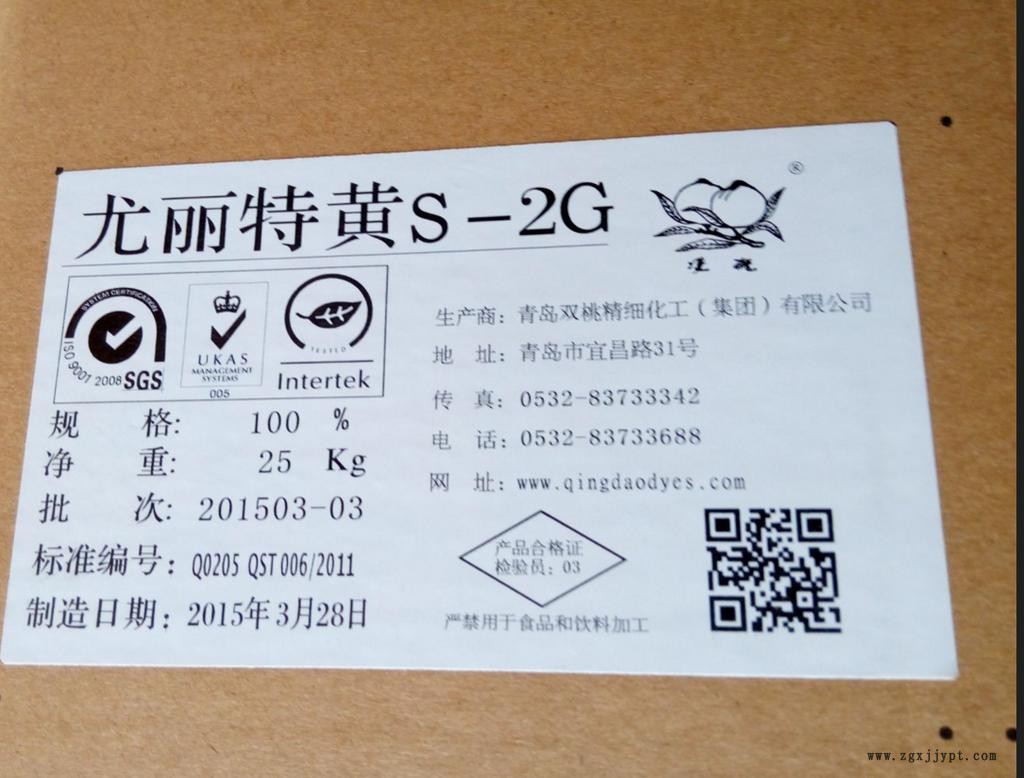 尤丽特黄S-2G
®
SYSTEM CERTIFICATION
ISO 9001 2008 SGS
UKAS
MANAGEMENT
SYSTEMS
005
TESTED
Intertek
规 格: 100 %
净 重: 25 Kg
批 次: 201503-03
标准编号: Q0205 QST 006/2011
制造日期: 2015年3月28日
生产商: 青岛双桃精细化工(集团)有限公司
地 址: 青岛市宜昌路31号
传 真: 0532-83733342
电 话: 0532-83733688
网 址: www.qingdaodyes.com
产品合格证
检验员: 03
严禁用于食品和饮料加工
www.zgxjjypt.com